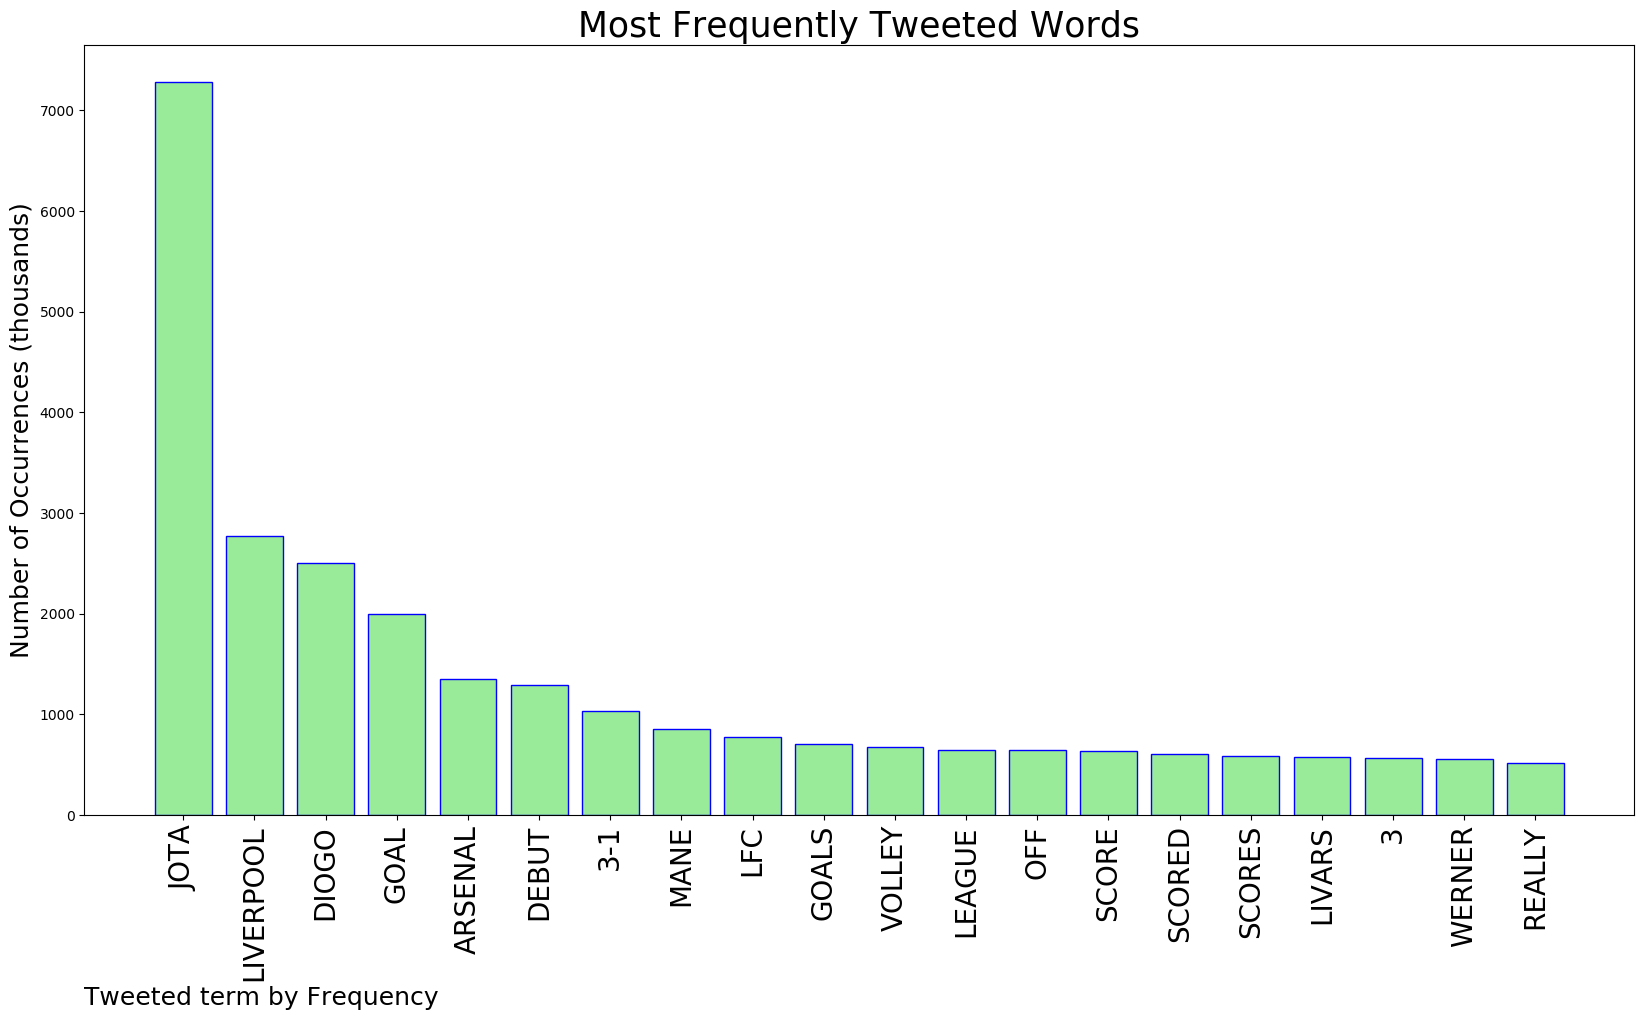 Most Frequently Tweeted Words
Number of Occurrences (thousands)
7000
6000
5000
4000
3000
2000
1000
0
JOTA
LIVERPOOL
DIOGO
GOAL
ARSENAL
DEBUT
3-1
MANE
LFC
GOALS
VOLLEY
LEAGUE
OFF
SCORE
SCORED
SCORES
LIVARS
3
WERNER
REALLY
Tweeted term by Frequency